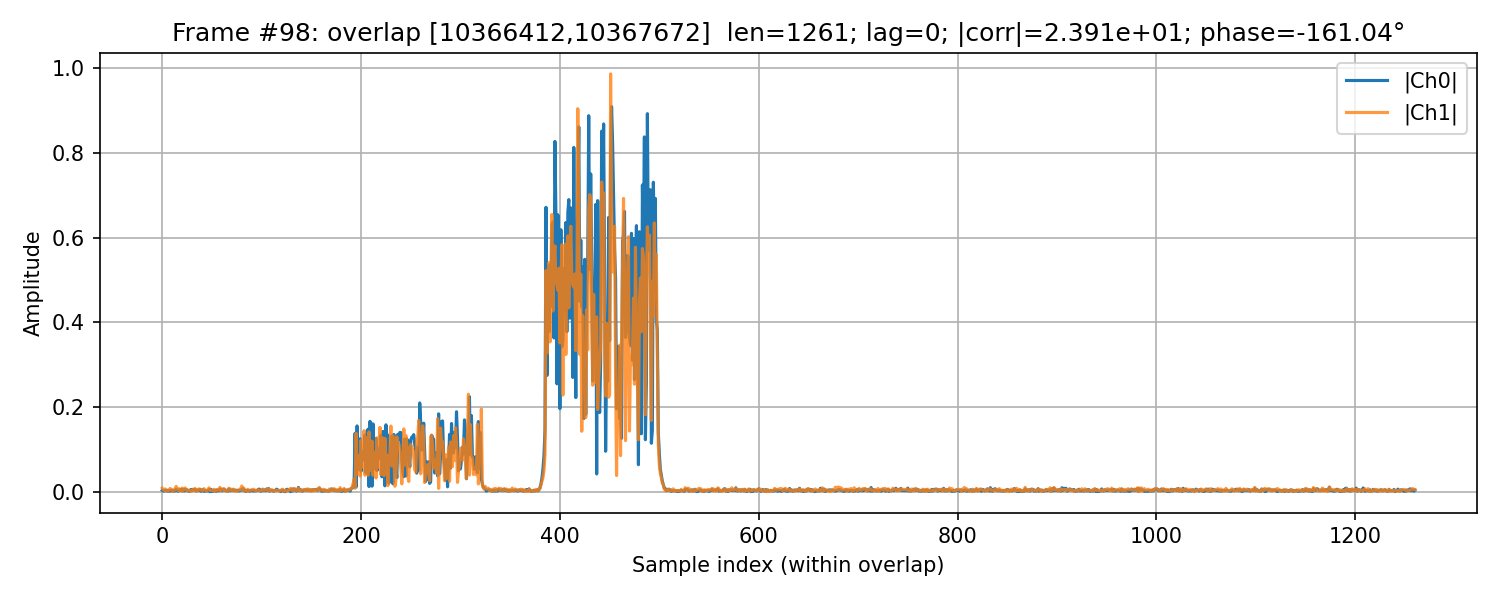 Frame #98: overlap [10366412,10367672]  len=1261; lag=0; |corr|=2.391e+01; phase=-161.04°
|Ch0|
|Ch1|
Amplitude
1.0
0.8
0.6
0.4
0.2
0.0
0 200 400 600 800 1000 1200
Sample index (within overlap)